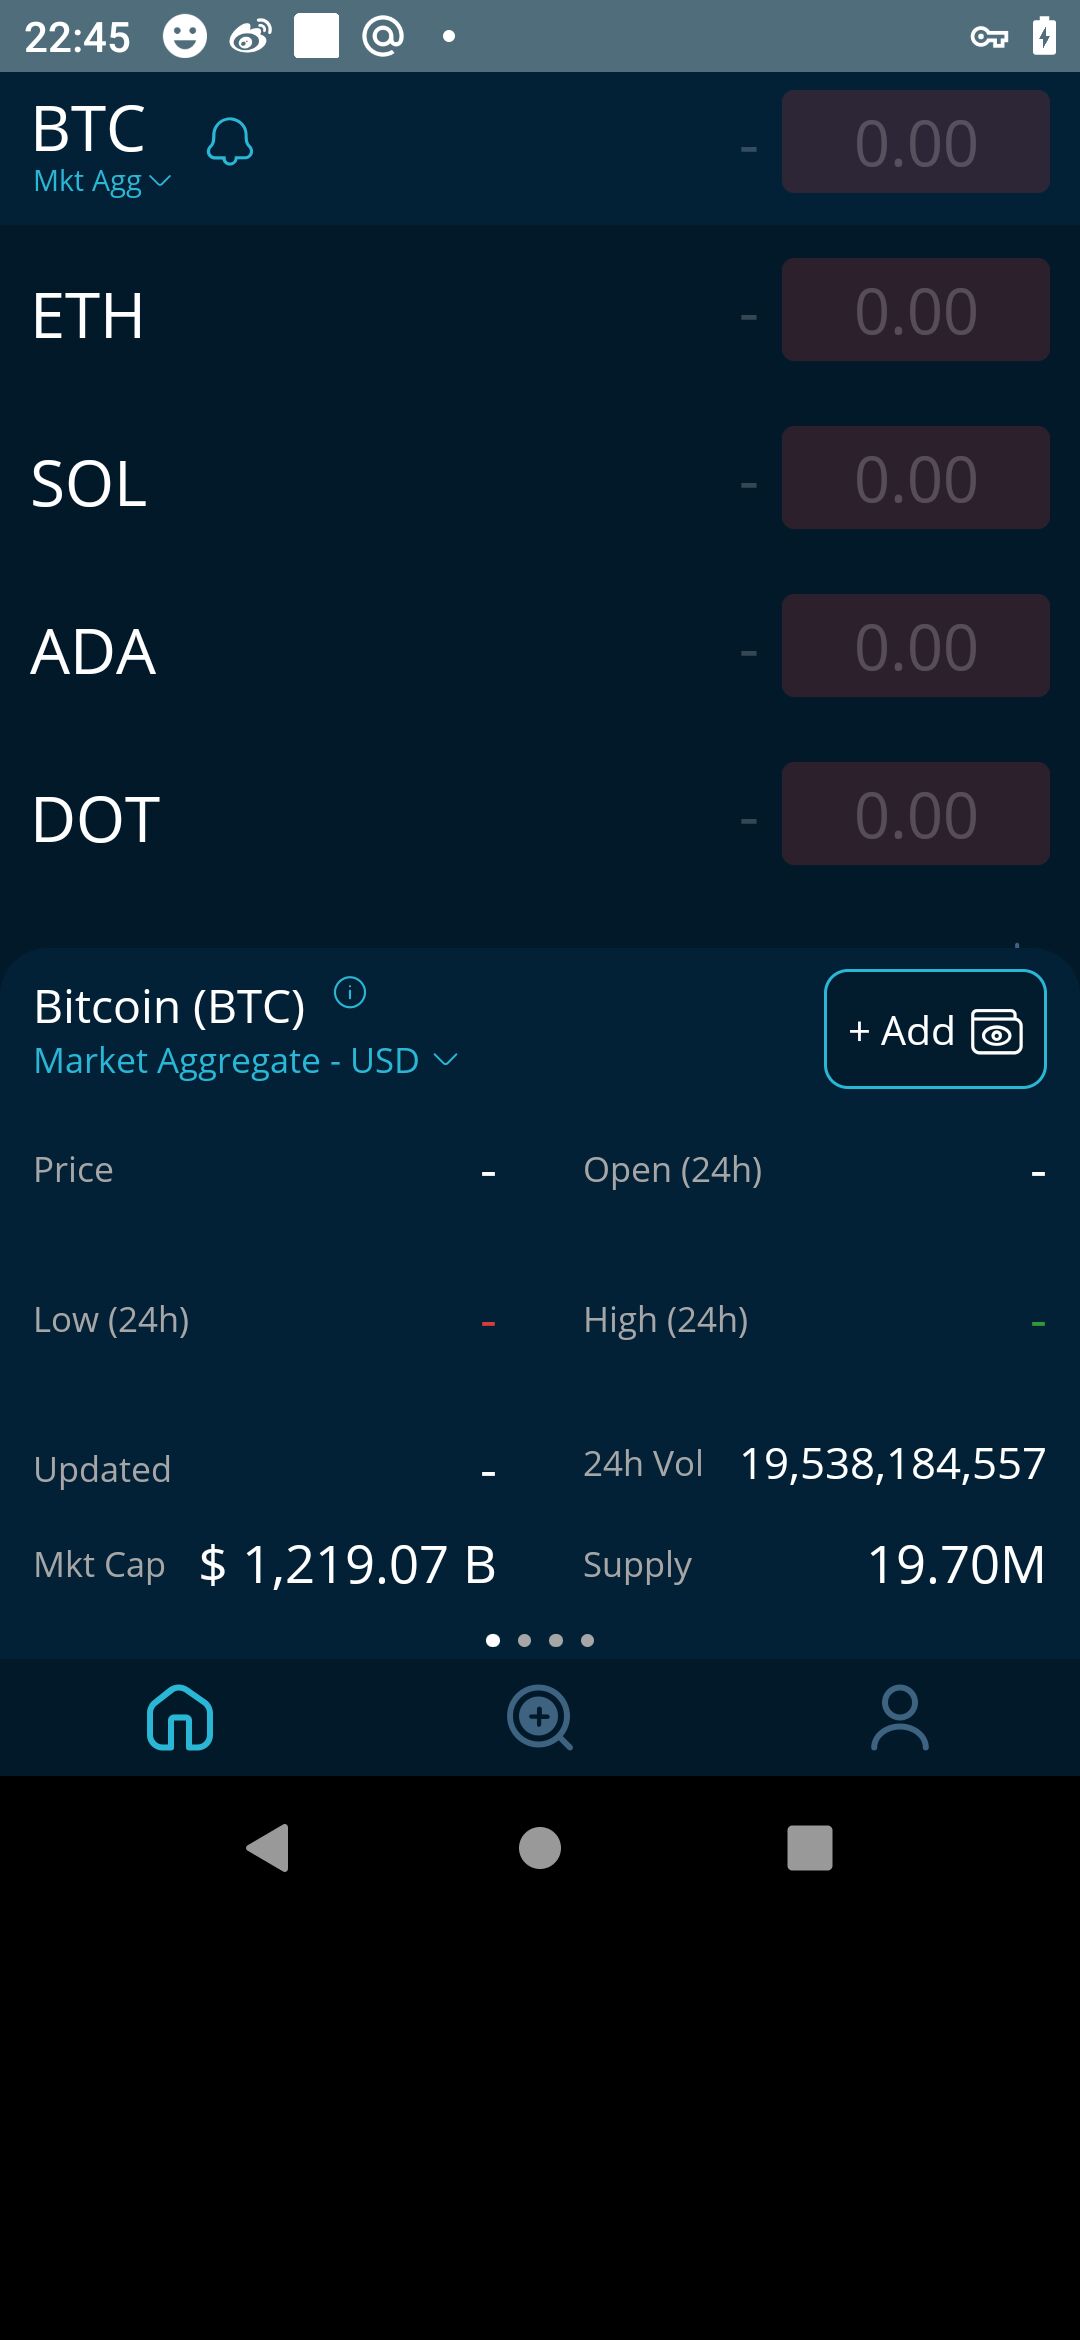 22:45
BTC
Mkt Agg
- 0.00
ETH - 0.00
SOL - 0.00
ADA - 0.00
DOT - 0.00
Bitcoin (BTC)
Market Aggregate - USD
+ Add
Price - Open (24h) -
Low (24h) - High (24h) -
Updated - 24h Vol 19,538,184,557
Mkt Cap $ 1,219.07 B Supply 19.70M